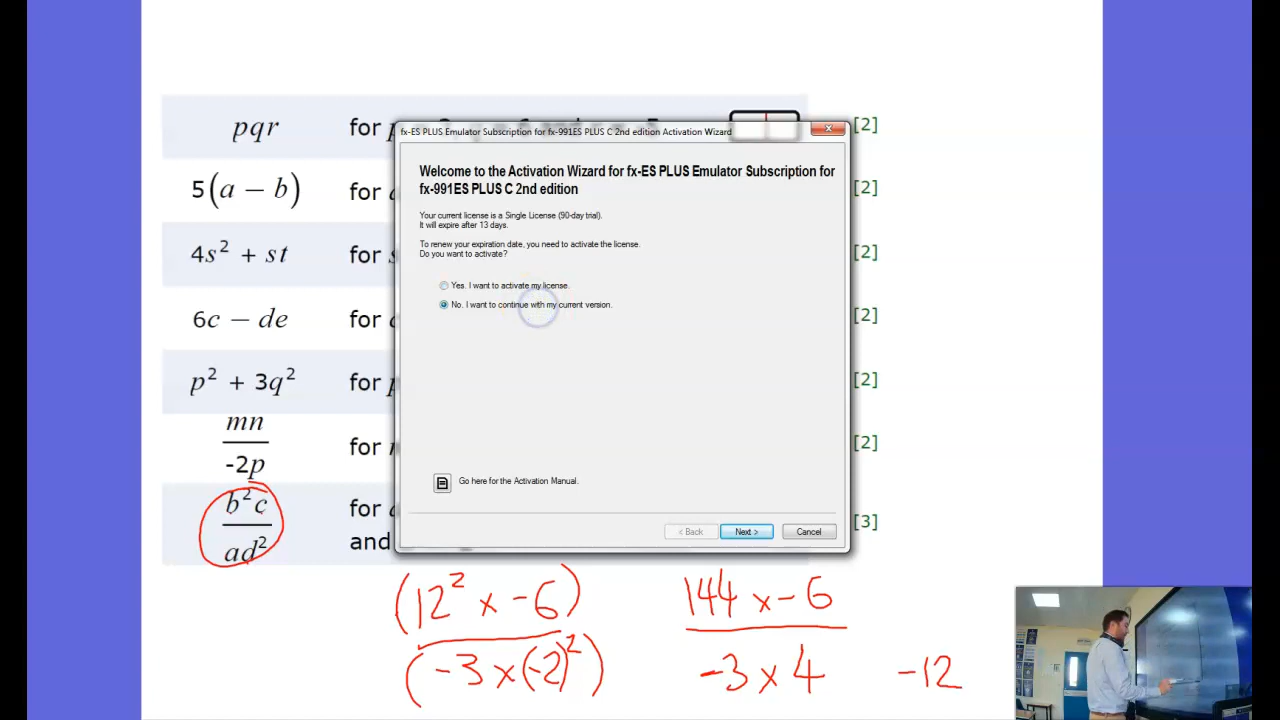 pqr for [2]
fx-ES PLUS Emulator Subscription for fx-991ES PLUS C 2nd edition Activation Wizard
Welcome to the Activation Wizard for fx-ES PLUS Emulator Subscription for
fx-991ES PLUS C 2nd edition
5(a − b) for [2]
Your current license is a Single License (90-day trial).
It will expire after 13 days.
To renew your expiration date, you need to activate the license.
Do you want to activate?
4s² + st for [2]
Yes. I want to activate my license.
No. I want to continue with my current version.
6c − de for [2]
p² + 3q² for [2]
mn
-2p
for [2]
Go here for the Activation Manual.
b²c
ad²
for [3]
and
< Back Next > Cancel
(12² x -6)
(-3 x (-2)²)
144 x -6
-3 x 4
-12